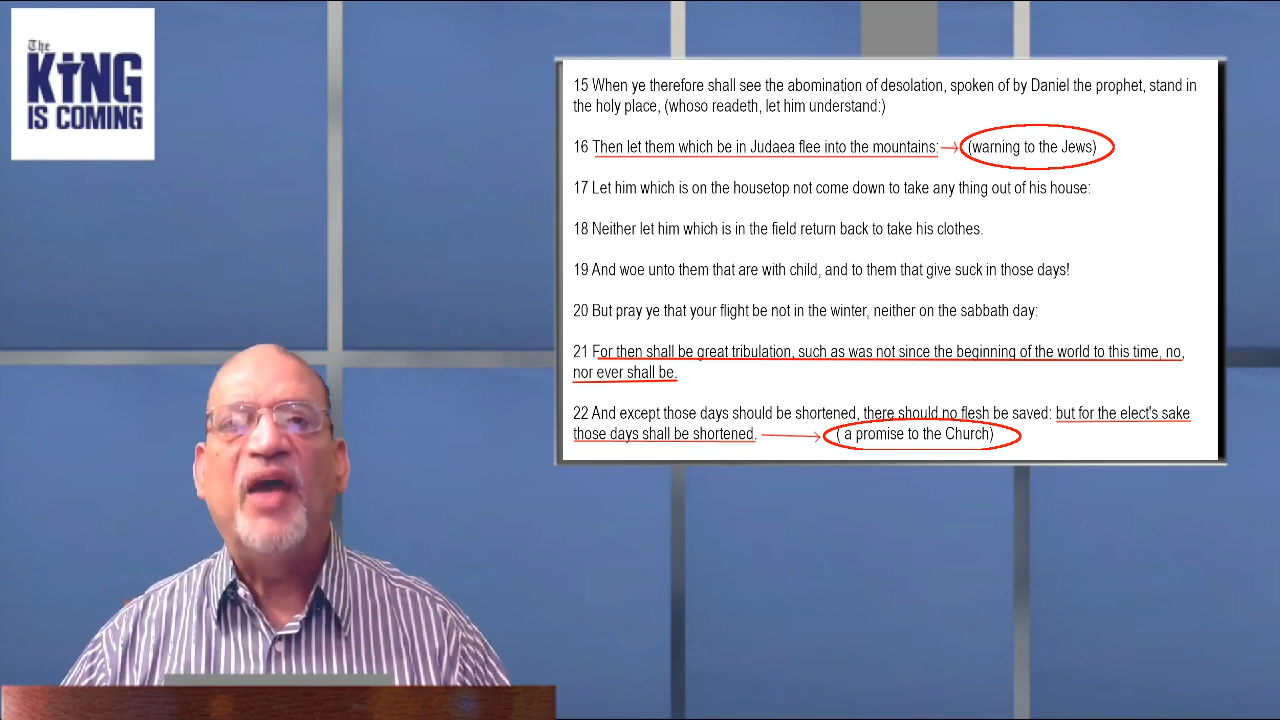 The
KING
IS COMING
15 When ye therefore shall see the abomination of desolation, spoken of by Daniel the prophet, stand in
the holy place, (whoso readeth, let him understand:)
16 Then let them which be in Judaea flee into the mountains: (warning to the Jews)
17 Let him which is on the housetop not come down to take any thing out of his house:
18 Neither let him which is in the field return back to take his clothes.
19 And woe unto them that are with child, and to them that give suck in those days!
20 But pray ye that your flight be not in the winter, neither on the sabbath day:
21 For then shall be great tribulation, such as was not since the beginning of the world to this time, no,
nor ever shall be.
22 And except those days should be shortened, there should no flesh be saved: but for the elect's sake
those days shall be shortened. ( a promise to the Church)